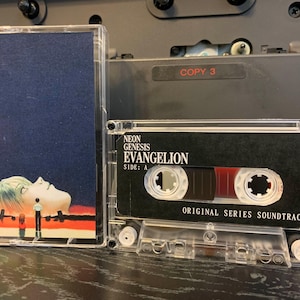 COPY 3
NEON
GENESIS
EVANGELION
SIDE: A
ORIGINAL SERIES SOUNDTRAC